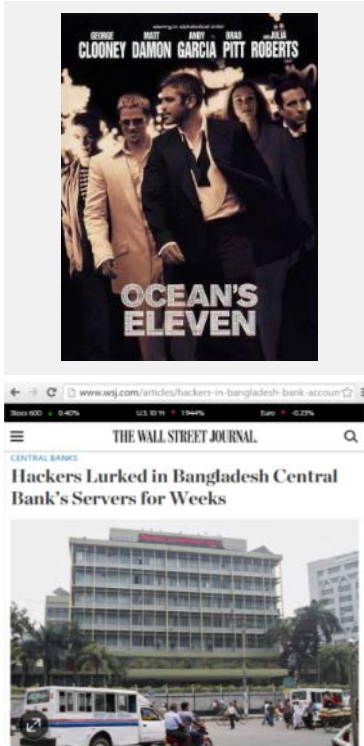 starring in alphabetical order
GEORGE MATT ANDY BRAD AND JULIA
CLOONEY DAMON GARCIA PITT ROBERTS
OCEAN'S
ELEVEN
www.wsj.com/articles/hackers-in-bangladesh-bank-accoun
Stoxx 600 ▲ 0.40% U.S. 10 Yr ▼ Euro ▼ -0.23%
THE WALL STREET JOURNAL.
CENTRAL BANKS
Hackers Lurked in Bangladesh Central
Bank's Servers for Weeks